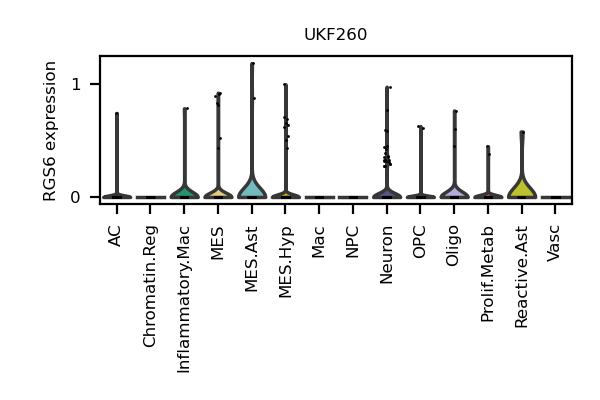 UKF260
RGS6 expression
1
0
AC
Chromatin.Reg
Inflammatory.Mac
MES
MES.Ast
MES.Hyp
Mac
NPC
Neuron
OPC
Oligo
Prolif.Metab
Reactive.Ast
Vasc